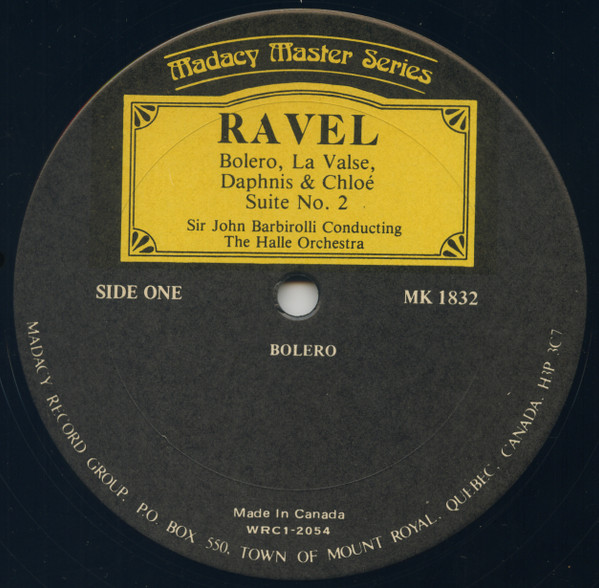 Madacy Master Series
RAVEL
Bolero, La Valse,
Daphnis & Chloé
Suite No. 2
Sir John Barbirolli Conducting
The Halle Orchestra
SIDE ONE
MK 1832
BOLERO
Made In Canada
WRC1-2054
MADACY RECORD GROUP. P.O. BOX 550. TOWN OF MOUNT ROYAL. QUEBEC. CANADA. H3P 3C7